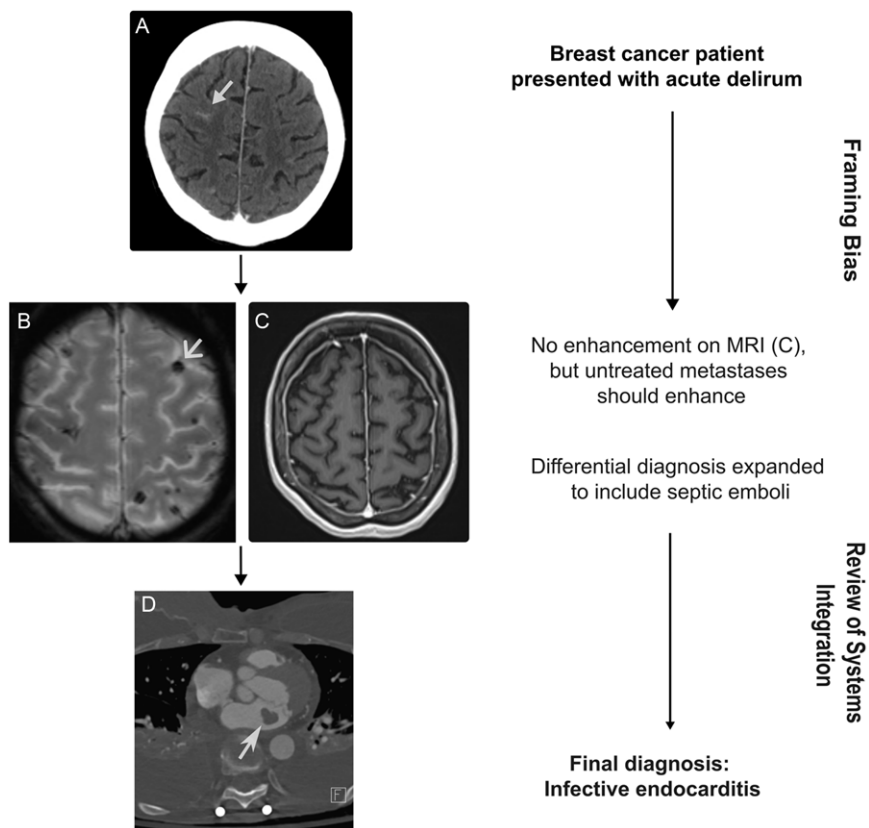 A
Breast cancer patient
presented with acute delirum
Framing Bias
B
C
No enhancement on MRI (C),
but untreated metastases
should enhance
Differential diagnosis expanded
to include septic emboli
Review of Systems
Integration
D
F
Final diagnosis:
Infective endocarditis